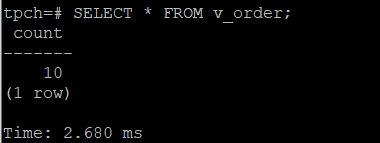 tpch=# SELECT * FROM v_order;
count
-------
10
(1 row)
Time: 2.680 ms